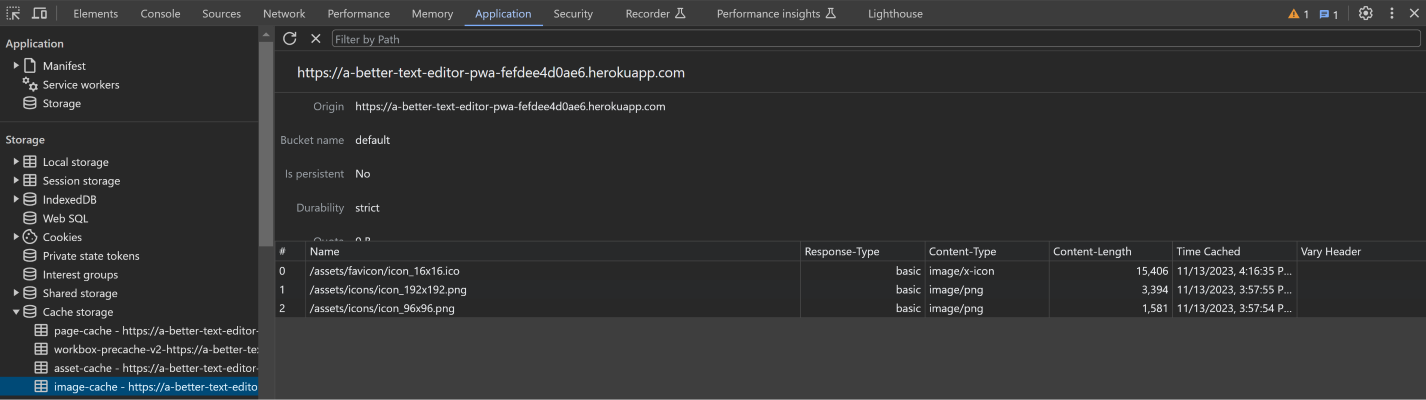 Elements Console Sources Network Performance Memory Application Security Recorder Performance insights Lighthouse 1 1
Application
Manifest
Service workers
Storage
Storage
Local storage
Session storage
IndexedDB
Web SQL
Cookies
Private state tokens
Interest groups
Shared storage
Cache storage
page-cache - https://a-better-text-editor-
workbox-precache-v2-https://a-better-te
asset-cache - https://a-better-text-editor-
image-cache - https://a-better-text-edito
Filter by Path
https://a-better-text-editor-pwa-fefdee4d0ae6.herokuapp.com
Origin https://a-better-text-editor-pwa-fefdee4d0ae6.herokuapp.com
Bucket name default
Is persistent No
Durability strict
Quota 0 B
# Name Response-Type Content-Type Content-Length Time Cached Vary Header
0 /assets/favicon/icon_16x16.ico basic image/x-icon 15,406 11/13/2023, 4:16:35 P...
1 /assets/icons/icon_192x192.png basic image/png 3,394 11/13/2023, 3:57:55 P...
2 /assets/icons/icon_96x96.png basic image/png 1,581 11/13/2023, 3:57:54 P...